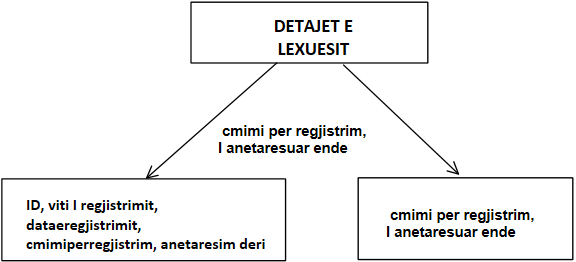 DETAJET E
LEXUESIT
cmimi per regjistrim,
I anetaresuar ende
ID, viti I regjistrimit,
dataeregjistrimit,
cmimiperregjistrim, anetaresim deri
cmimi per regjistrim,
I anetaresuar ende